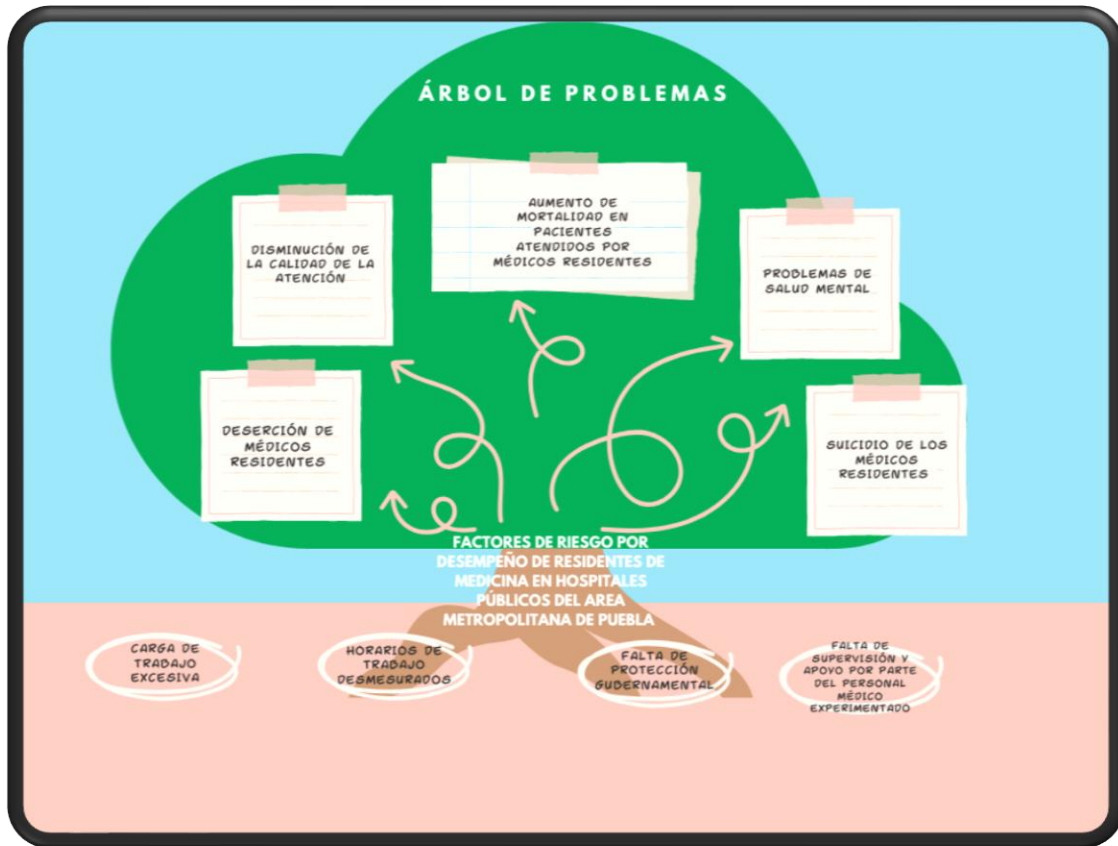 ÁRBOL DE PROBLEMAS
AUMENTO DE
MORTALIDAD EN
PACIENTES
ATENDIDOS POR
MÉDICOS RESIDENTES
DISMINUCIÓN DE
LA CALIDAD DE LA
ATENCIÓN
PROBLEMAS DE
SALUD MENTAL
DESERCIÓN DE
MÉDICOS
RESIDENTES
SUICIDIO DE LOS
MÉDICOS
RESIDENTES
FACTORES DE RIESGO POR
DESEMPEÑO DE RESIDENTES DE
MEDICINA EN HOSPITALES
PÚBLICOS DEL AREA
METROPOLITANA DE PUEBLA
CARGA DE
TRABAJO
EXCESIVA
HORARIOS DE
TRABAJO
DESMESURADOS
FALTA DE
PROTECCIÓN
GUBERNAMENTAL
FALTA DE
SUPERVISIÓN Y
APOYO POR PARTE
DEL PERSONAL
MÉDICO
EXPERIMENTADO